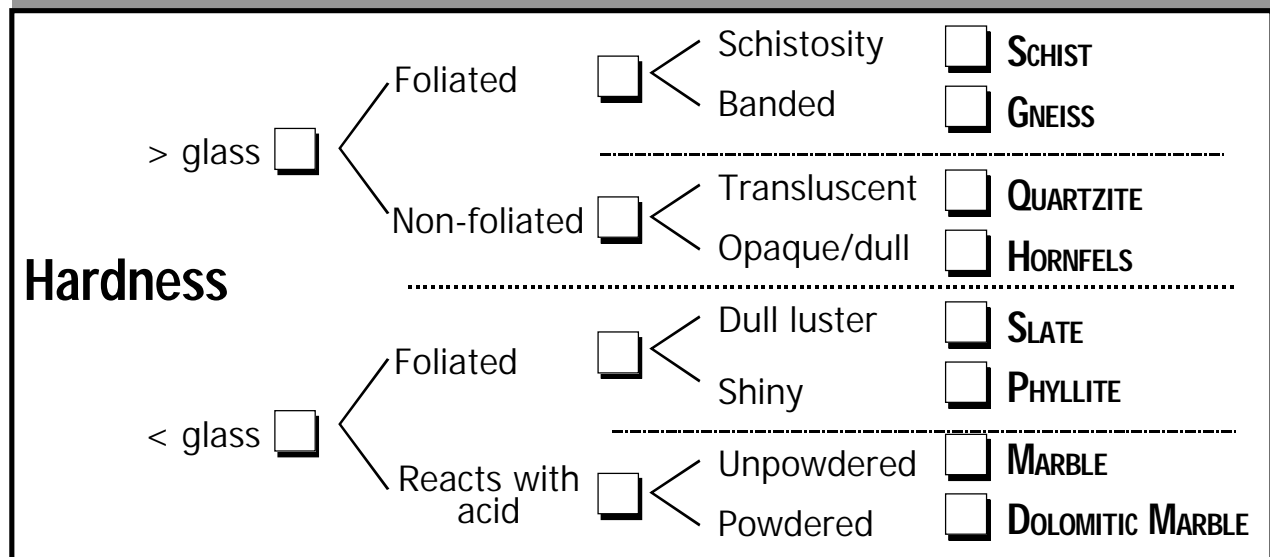 Schistosity SCHIST
Foliated
Banded GNEISS
> glass
Transluscent QUARTZITE
Non-foliated
Opaque/dull HORNFELS
Hardness
Dull luster SLATE
Foliated
Shiny PHYLLITE
< glass
Unpowdered MARBLE
Reacts with
acid
Powdered DOLOMITIC MARBLE